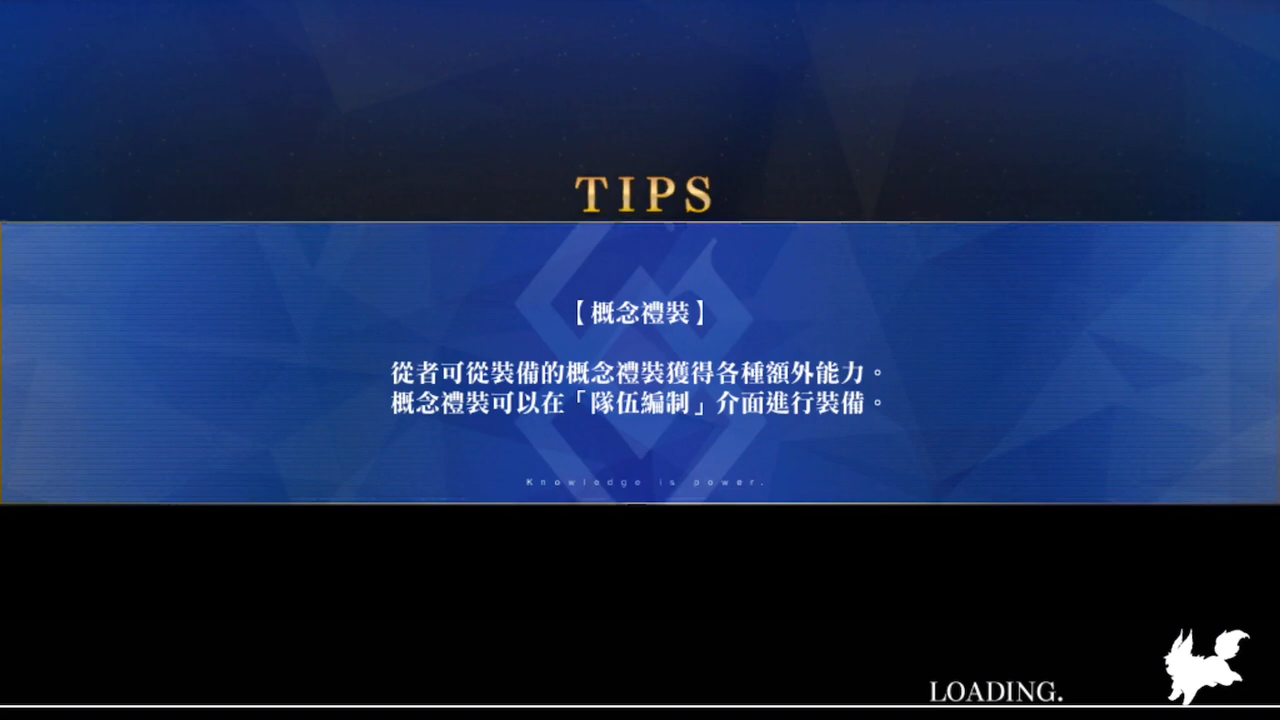 TIPS
【概念禮裝】
從者可從裝備的概念禮裝獲得各種額外能力。
概念禮裝可以在「隊伍編制」介面進行裝備。
Knowledge is power.
LOADING.